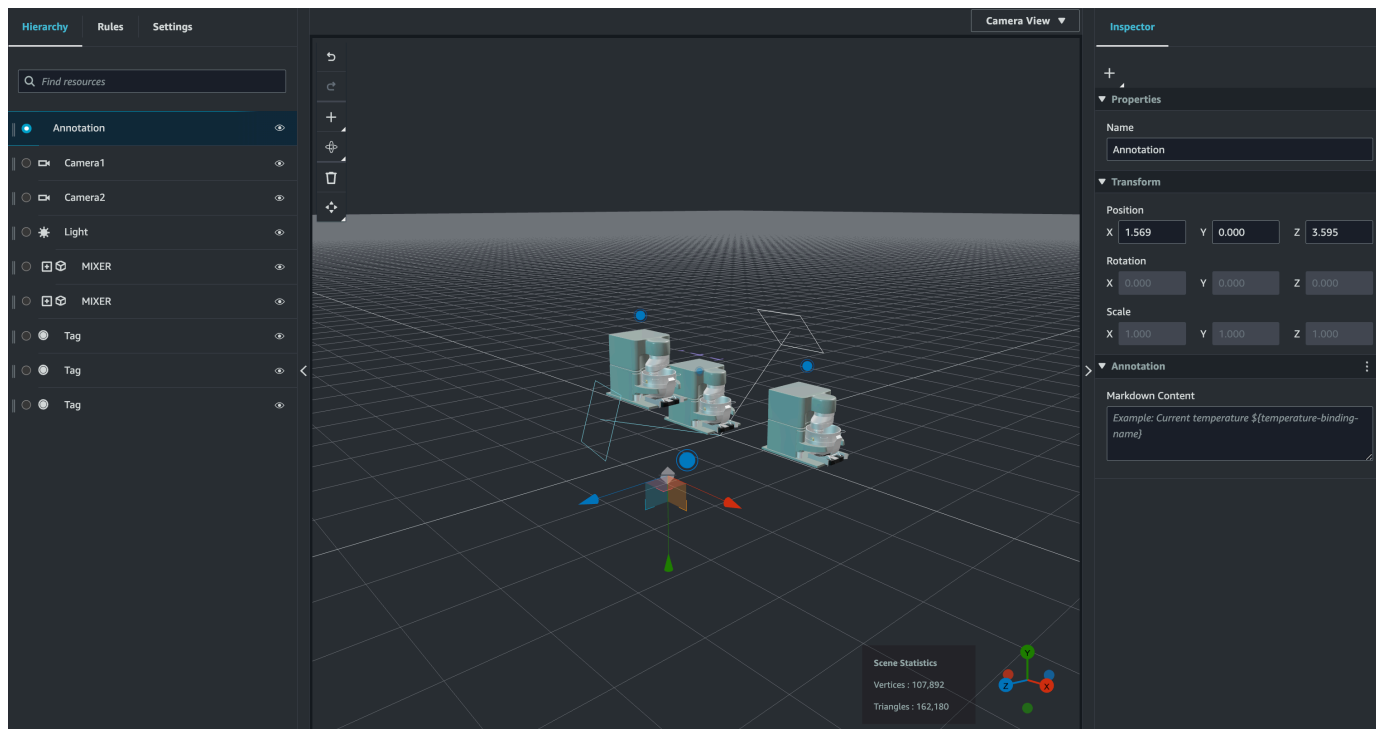 Hierarchy
Rules
Settings
Find resources
Annotation
Camera1
Camera2
Light
MIXER
MIXER
Tag
Tag
Tag
Camera View
Scene Statistics
Vertices : 107,892
Triangles : 162,180
Y
Z
X
Inspector
Properties
Name
Annotation
Transform
Position
X 1.569 Y 0.000 Z 3.595
Rotation
X 0.000 Y 0.000 Z 0.000
Scale
X 1.000 Y 1.000 Z 1.000
Annotation
Markdown Content
Example: Current temperature ${temperature-binding-
name}